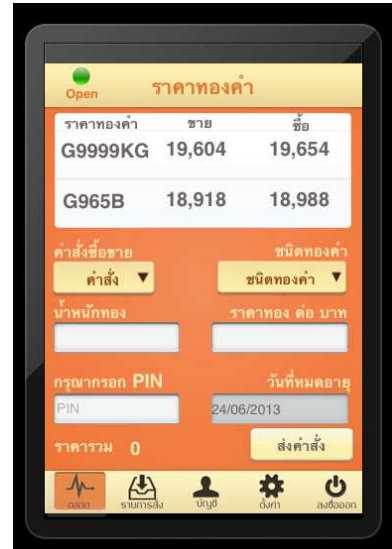 Open ราคาทองคำ
ราคาทองคำ ขาย ซื้อ
G9999KG 19,604 19,654
G965B 18,918 18,988
คำสั่งซื้อขาย ชนิดทองคำ
คำสั่ง ▼ ชนิดทองคำ ▼
น้ำหนักทอง ราคาทอง ต่อ บาท
กรุณากรอก PIN วันที่หมดอายุ
PIN 24/06/2013
ราคารวม 0 ส่งคำสั่ง
ตลาด รายการสั่ง บัญชี ตั้งค่า ลงชื่อออก